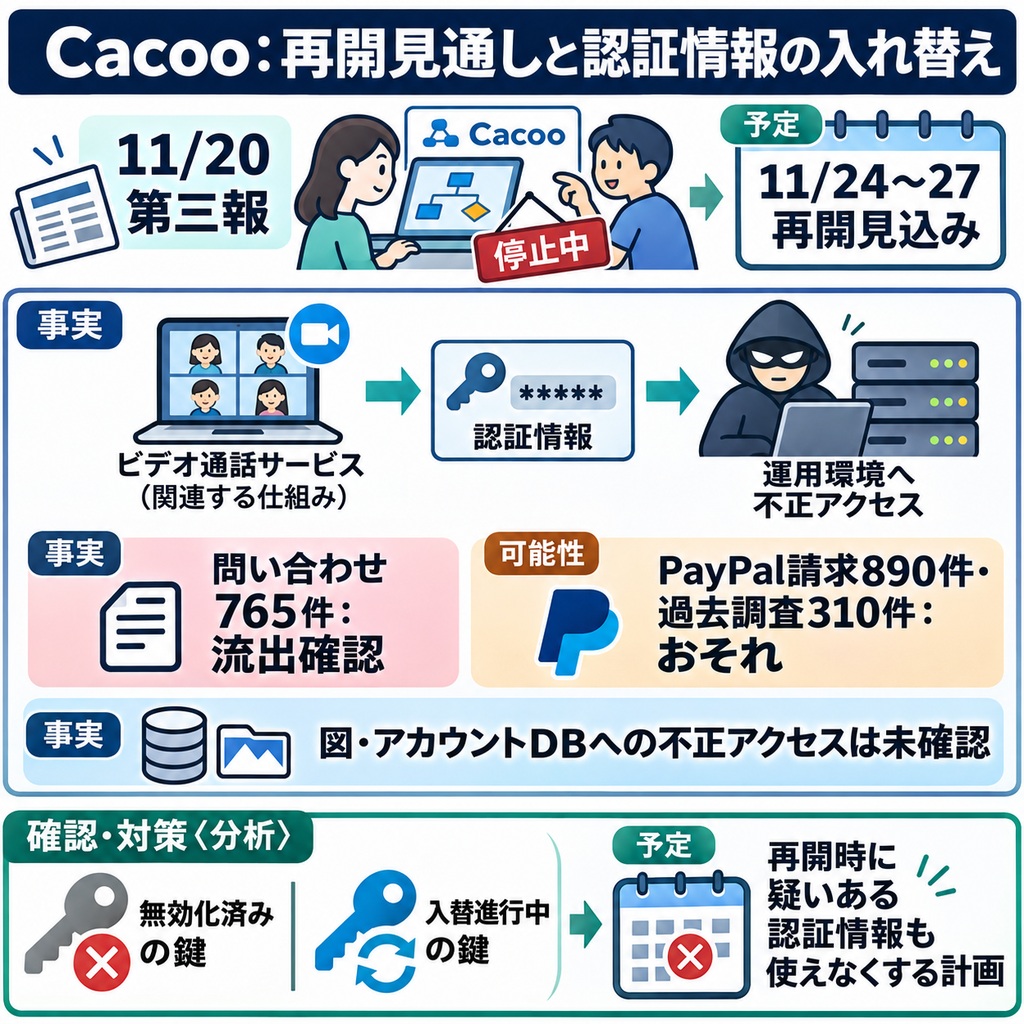 Cacoo：再開見通しと認証情報の入れ替え
11/20
第三報
Cacoo
停止中
予定
11/24〜27
再開見込み
事実
ビデオ通話サービス
（関連する仕組み）
*****
認証情報
運用環境へ
不正アクセス
事実
問い合わせ
765件：
流出確認
可能性
PayPal請求890件・
過去調査310件：
おそれ
事実
図・アカウントDBへの不正アクセスは未確認
確認・対策〈分析〉
無効化済み
の鍵
入替進行中
の鍵
予定
再開時に
疑いある
認証情報も
使えなくする計画